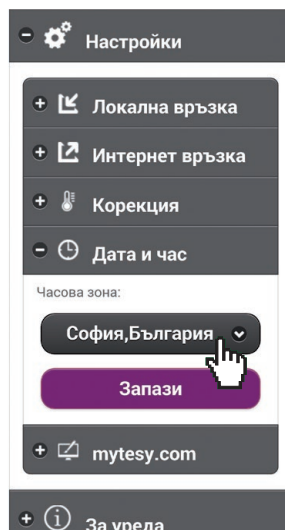 Настройки
Локална връзка
Интернет връзка
Корекция
Дата и час
Часова зона:
София,България
Запази
mytesy.com
За уреда